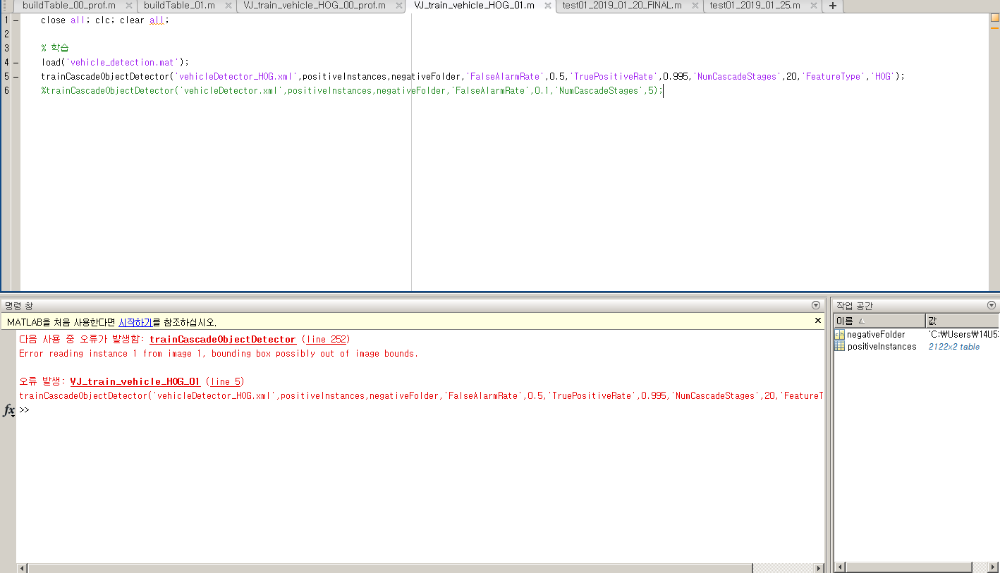 buildTable_00_prof.m × buildTable_01.m × VJ_train_vehicle_HOG_00_prof.m × VJ_train_vehicle_HOG_01.m × test01_2019_01_20_FINAL.m × test01_2019_01_25.m × +
1 – close all; clc; clear all;
2
3 % 학습
4 – load('vehicle_detection.mat');
5 – trainCascadeObjectDetector('vehicleDetector_HOG.xml',positiveInstances,negativeFolder,'FalseAlarmRate',0.5,'TruePositiveRate',0.995,'NumCascadeStages',20,'FeatureType','HOG');
6 %trainCascadeObjectDetector('vehicleDetector.xml',positiveInstances,negativeFolder,'FalseAlarmRate',0.1,'NumCascadeStages',5);
명령 창
MATLAB을 처음 사용한다면 시작하기를 참조하십시오.
다음 사용 중 오류가 발생함: trainCascadeObjectDetector (line 252)
Error reading instance 1 from image 1, bounding box possibly out of image bounds.
오류 발생: VJ_train_vehicle_HOG_01 (line 5)
trainCascadeObjectDetector('vehicleDetector_HOG.xml',positiveInstances,negativeFolder,'FalseAlarmRate',0.5,'TruePositiveRate',0.995,'NumCascadeStages',20,'FeatureT
fx >>
작업 공간
이름 값
negativeFolder 'C:₩Users₩14U5
positiveInstances 2122x2 table